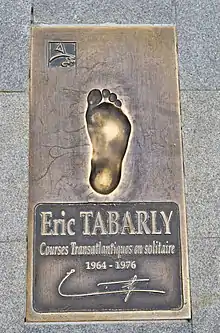 Eric TABARLY
Courses Transatlantiques en solitaire
1964 - 1976